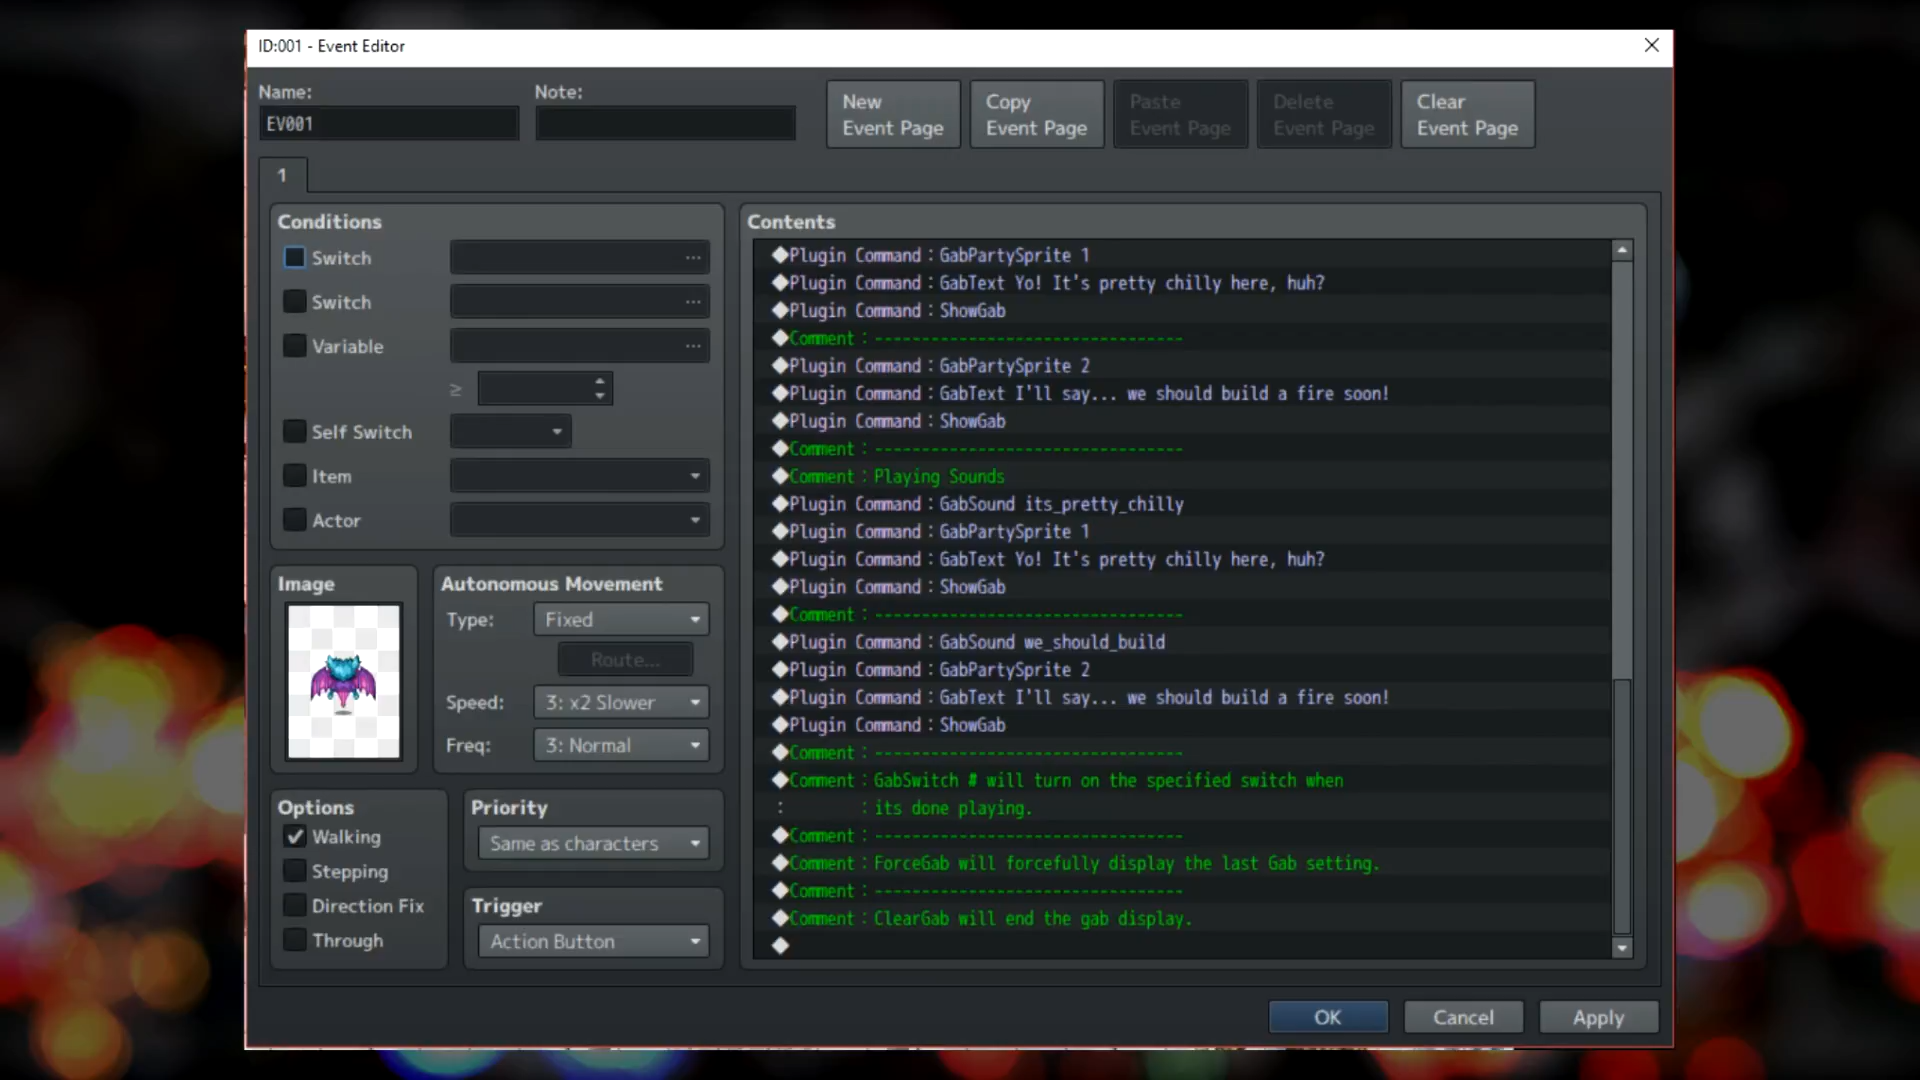 ID:001 - Event Editor
Name:
Note:
EV001
New
Event Page
Copy
Event Page
Paste
Event Page
Delete
Event Page
Clear
Event Page
1
Conditions
Switch
...
Switch
...
Variable
...
≥
Self Switch
Item
Actor
Image
Autonomous Movement
Type:
Fixed
Route...
Speed:
3: x2 Slower
Freq:
3: Normal
Options
Walking
Stepping
Direction Fix
Through
Priority
Same as characters
Trigger
Action Button
Contents
◆Plugin Command：GabPartySprite 1
◆Plugin Command：GabText Yo! It's pretty chilly here, huh?
◆Plugin Command：ShowGab
◆Comment：---------------------------------
◆Plugin Command：GabPartySprite 2
◆Plugin Command：GabText I'll say... we should build a fire soon!
◆Plugin Command：ShowGab
◆Comment：---------------------------------
◆Comment：Playing Sounds
◆Plugin Command：GabSound its_pretty_chilly
◆Plugin Command：GabPartySprite 1
◆Plugin Command：GabText Yo! It's pretty chilly here, huh?
◆Plugin Command：ShowGab
◆Comment：---------------------------------
◆Plugin Command：GabSound we_should_build
◆Plugin Command：GabPartySprite 2
◆Plugin Command：GabText I'll say... we should build a fire soon!
◆Plugin Command：ShowGab
◆Comment：---------------------------------
◆Comment：GabSwitch # will turn on the specified switch when
：　　　：its done playing.
◆Comment：---------------------------------
◆Comment：ForceGab will forcefully display the last Gab setting.
◆Comment：---------------------------------
◆Comment：ClearGab will end the gab display.
◆
OK
Cancel
Apply